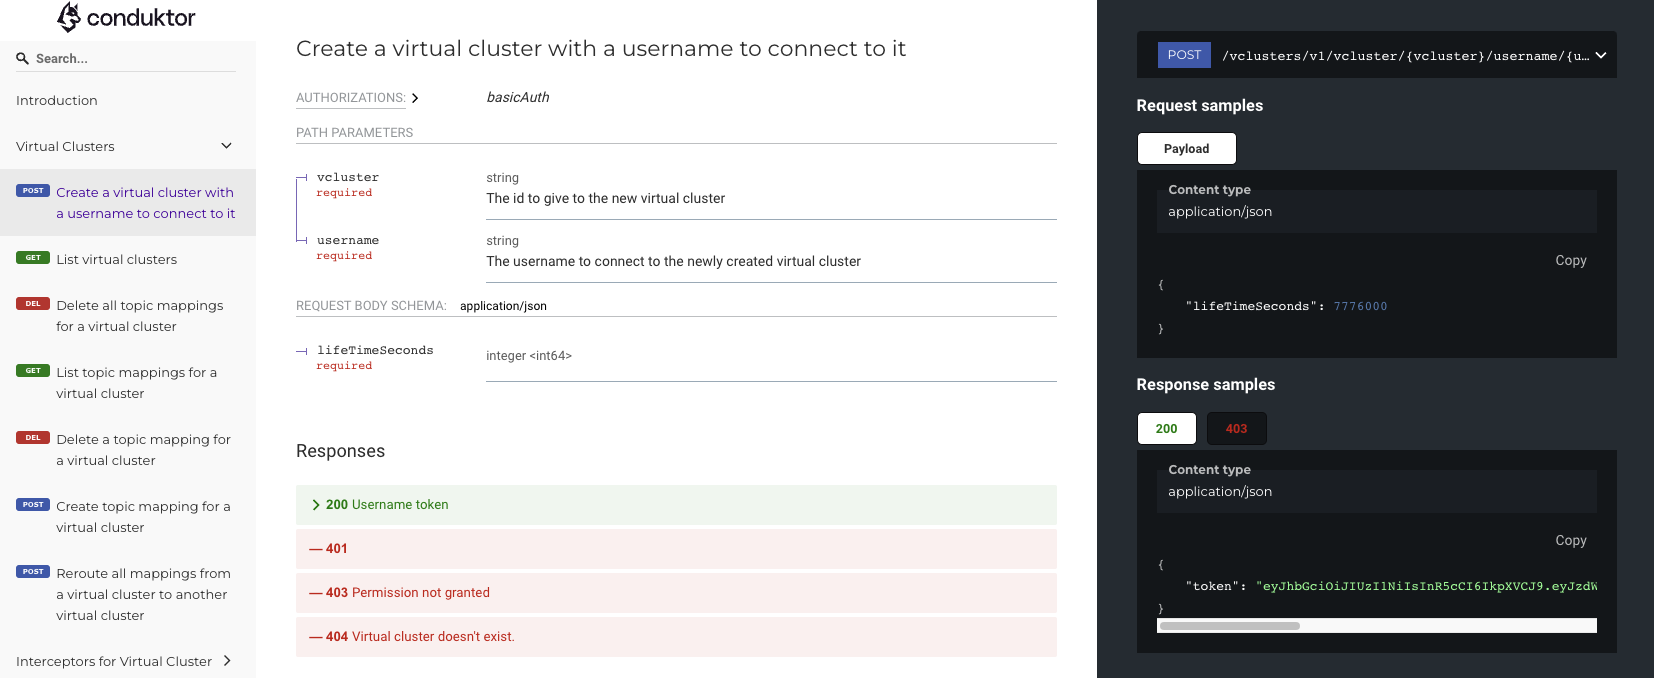 conduktor
Search...
Introduction
Virtual Clusters
POST Create a virtual cluster with
a username to connect to it
GET List virtual clusters
DEL Delete all topic mappings
for a virtual cluster
GET List topic mappings for a
virtual cluster
DEL Delete a topic mapping for
a virtual cluster
POST Create topic mapping for a
virtual cluster
POST Reroute all mappings from
a virtual cluster to another
virtual cluster
Interceptors for Virtual Cluster
Create a virtual cluster with a username to connect to it
AUTHORIZATIONS: basicAuth
PATH PARAMETERS
vcluster string
required The id to give to the new virtual cluster
username string
required The username to connect to the newly created virtual cluster
REQUEST BODY SCHEMA: application/json
lifeTimeSeconds integer <int64>
required
Responses
200 Username token
— 401
— 403 Permission not granted
— 404 Virtual cluster doesn't exist.
POST /vclusters/v1/vcluster/{vcluster}/username/{u…
Request samples
Payload
Content type
application/json
Copy
{
"lifeTimeSeconds": 7776000
}
Response samples
200 403
Content type
application/json
Copy
{
"token": "eyJhbGciOiJIUzI1NiIsInR5cCI6IkpXVCJ9.eyJzdW
}